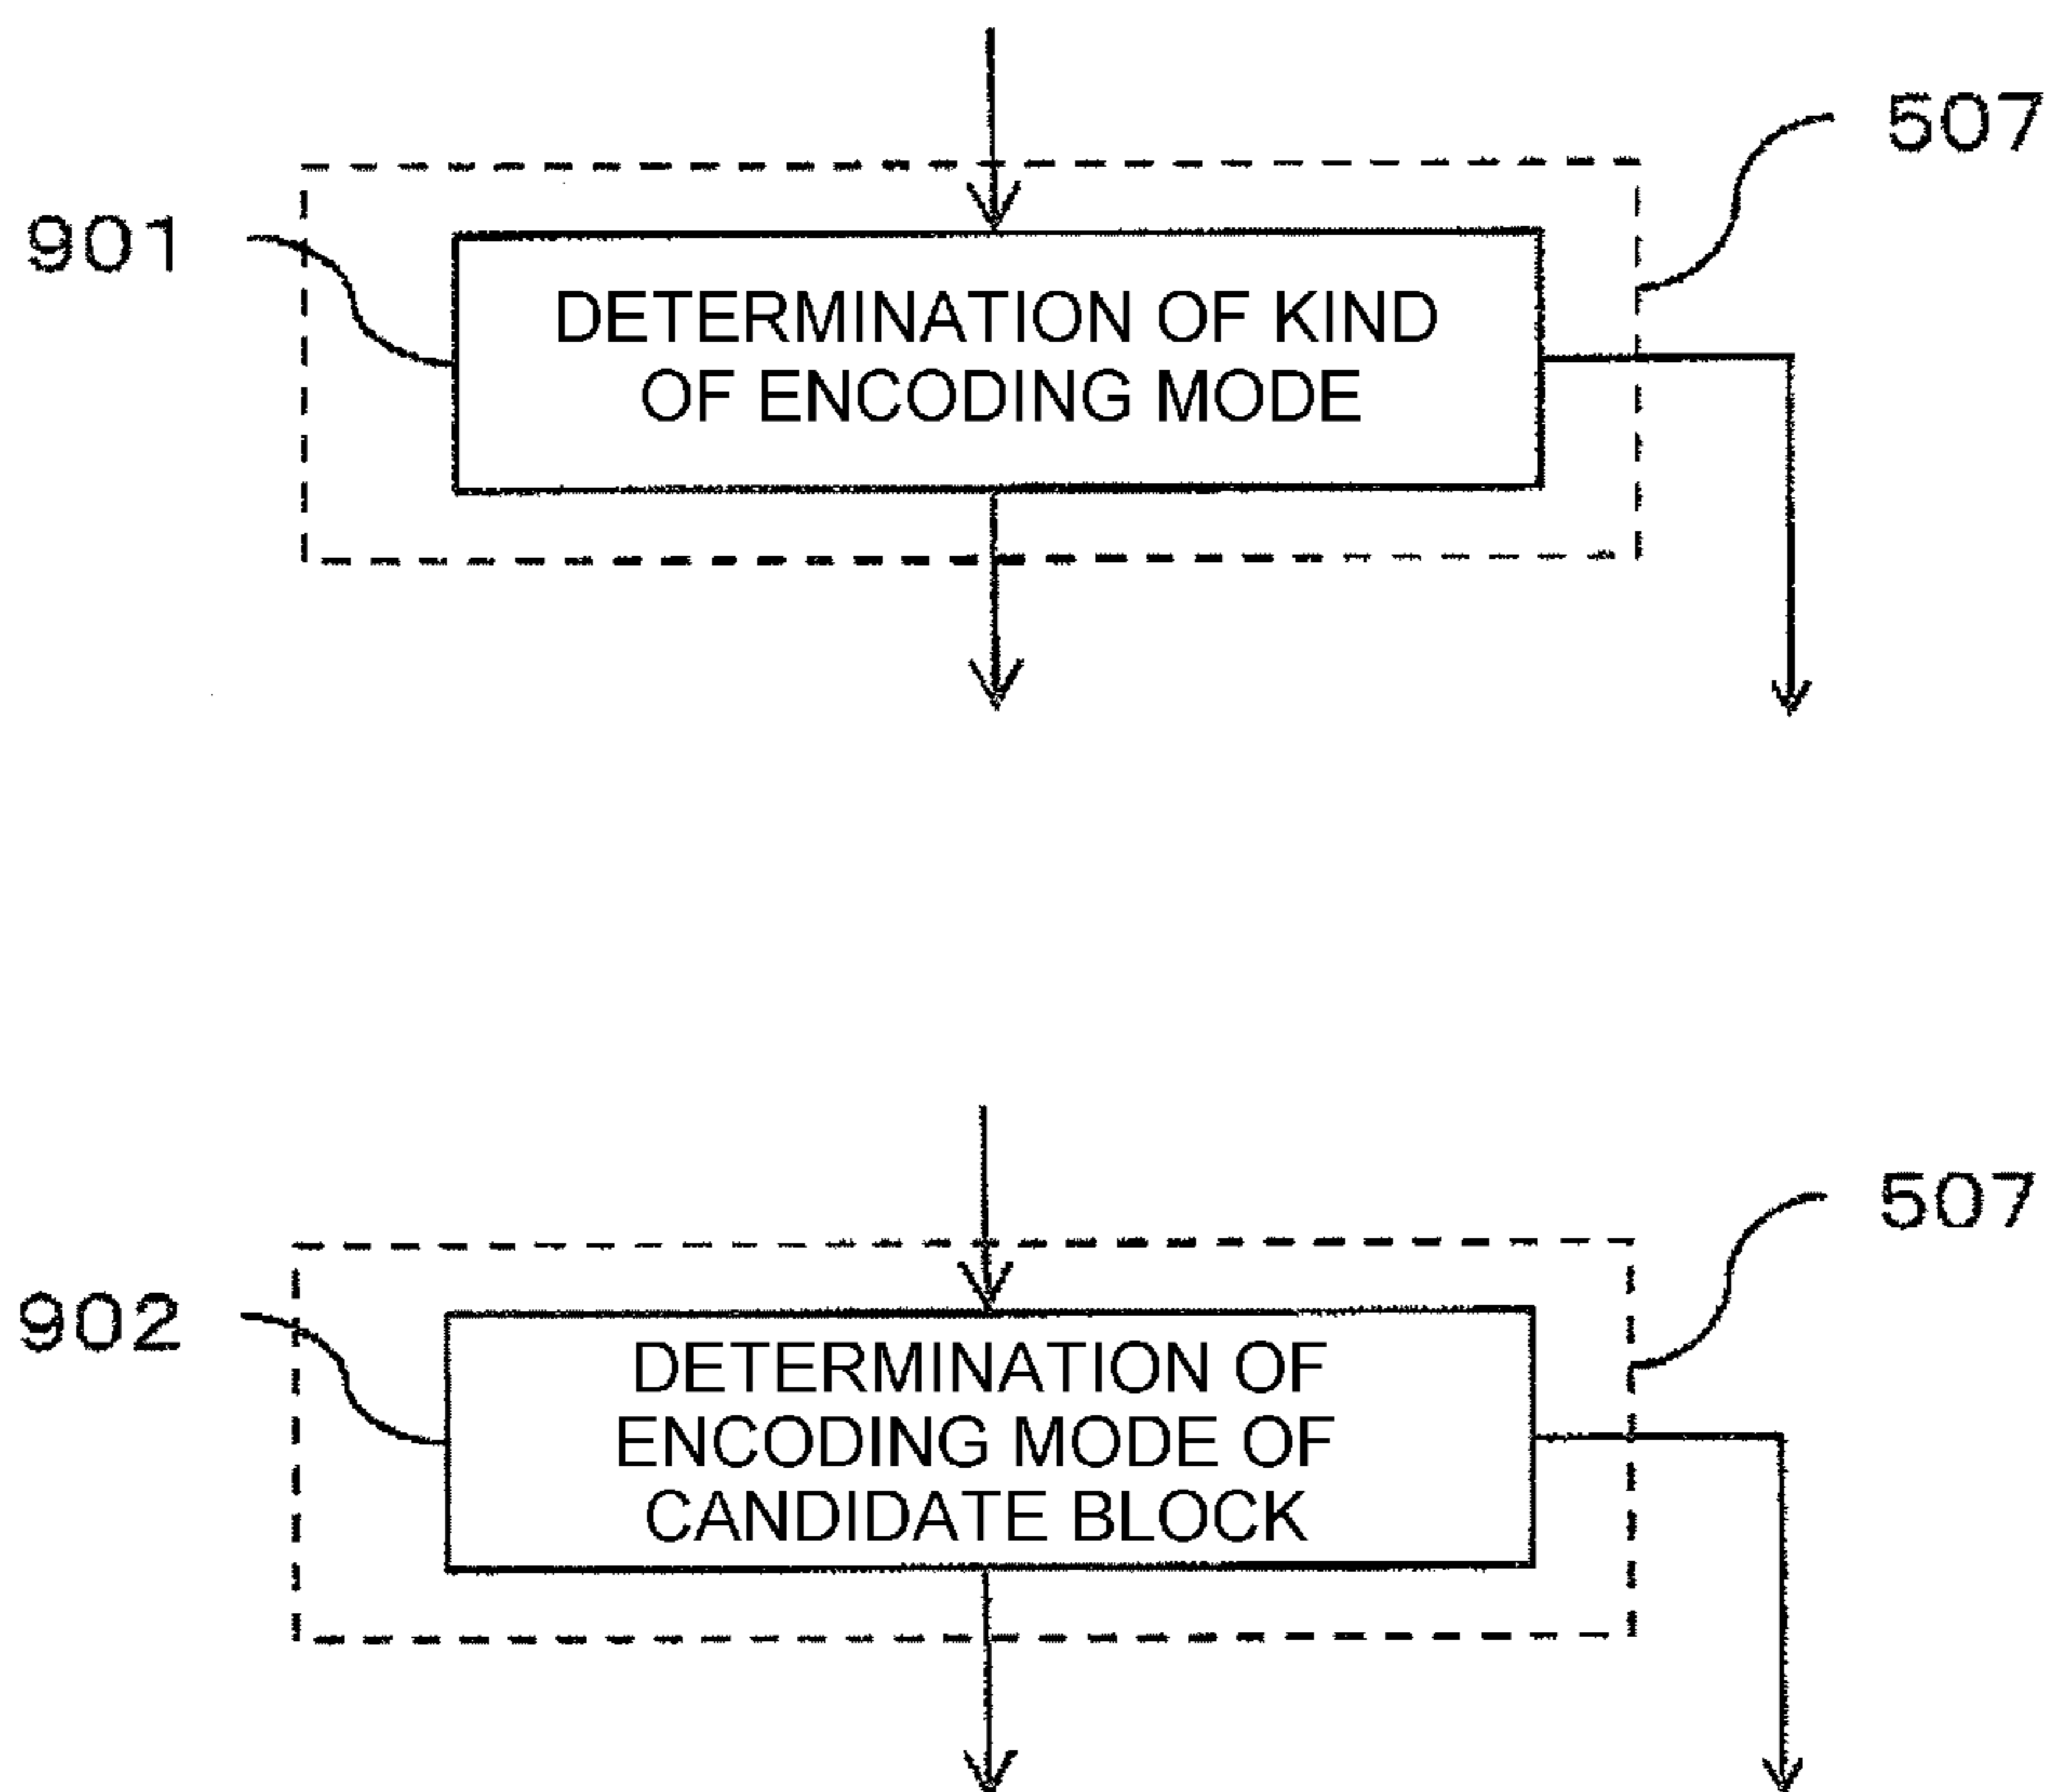 507
901
DETERMINATION OF KIND
OF ENCODING MODE
507
902
DETERMINATION OF
ENCODING MODE OF
CANDIDATE BLOCK